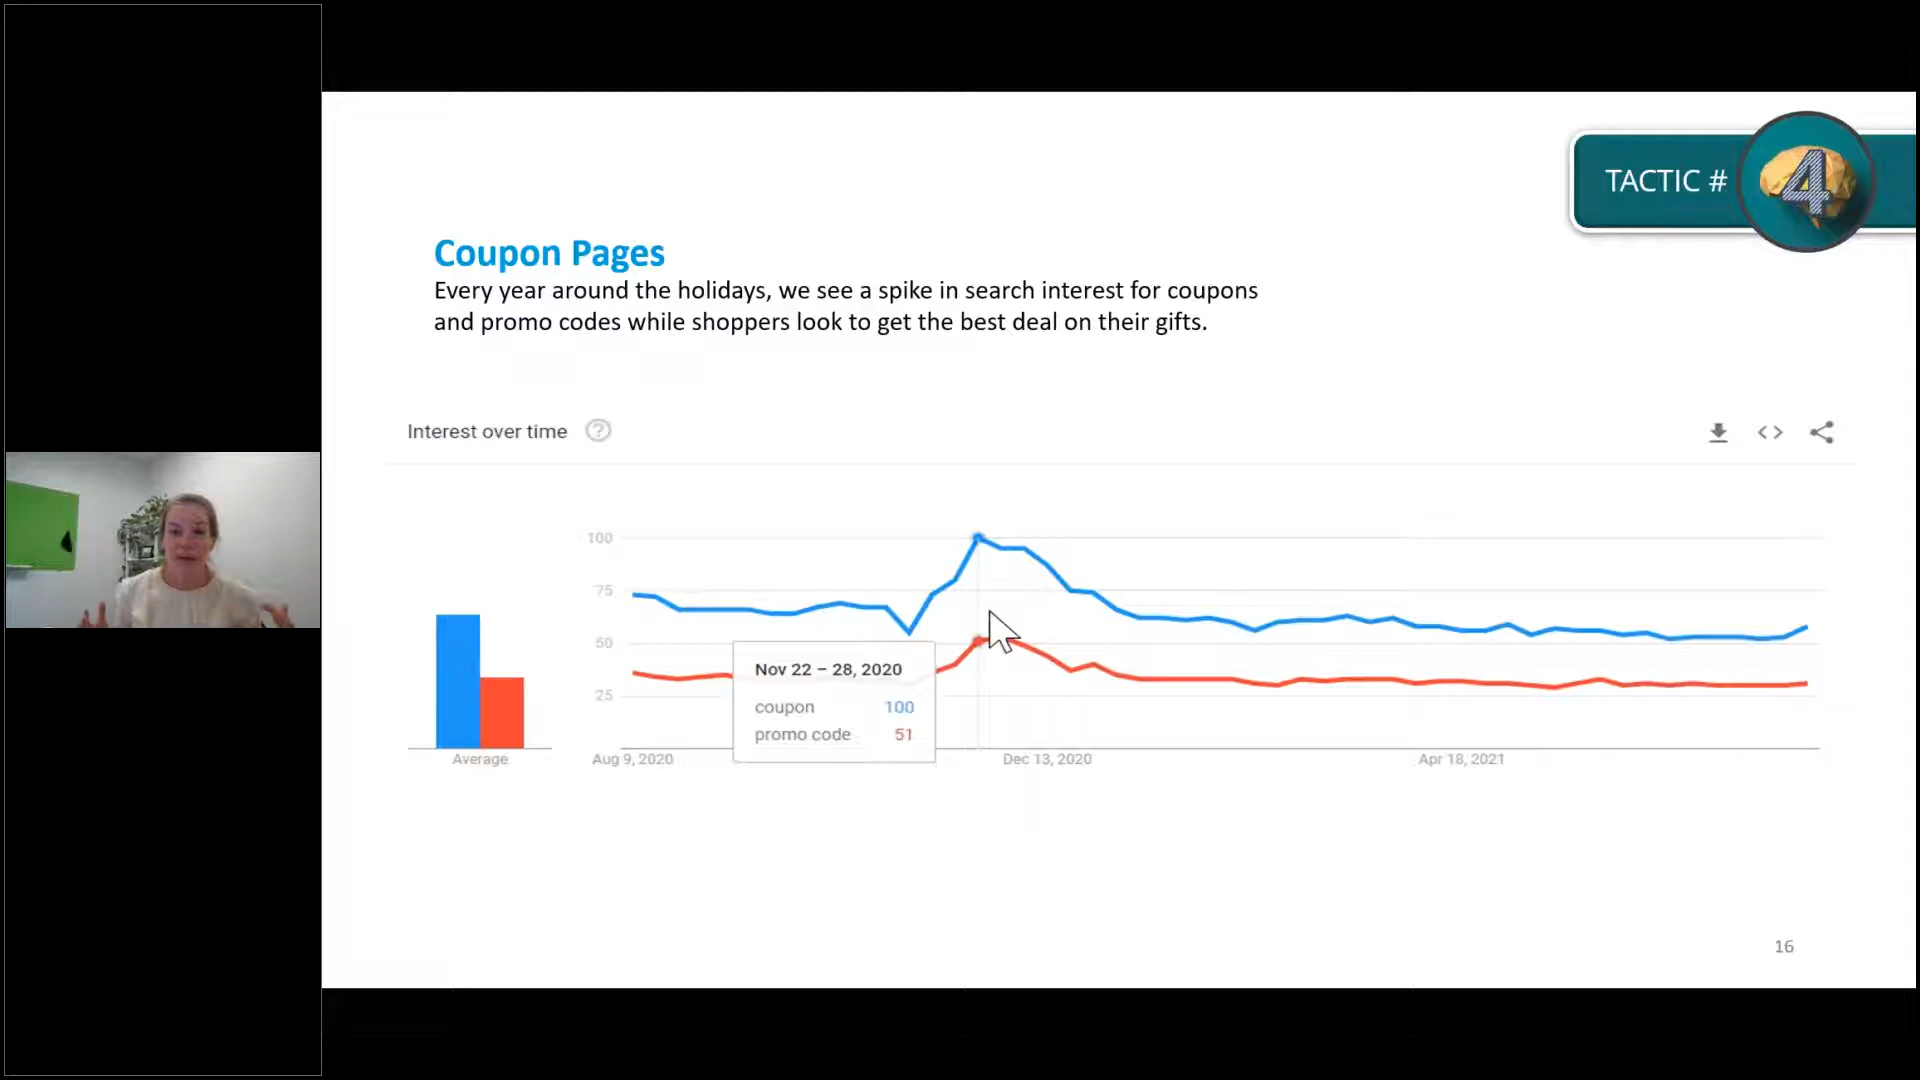 TACTIC # 4
Coupon Pages
Every year around the holidays, we see a spike in search interest for coupons
and promo codes while shoppers look to get the best deal on their gifts.
Interest over time ?
100
75
50
25
Nov 22 – 28, 2020
coupon 100
promo code 51
Average
Aug 9, 2020
Dec 13, 2020
Apr 18, 2021
16